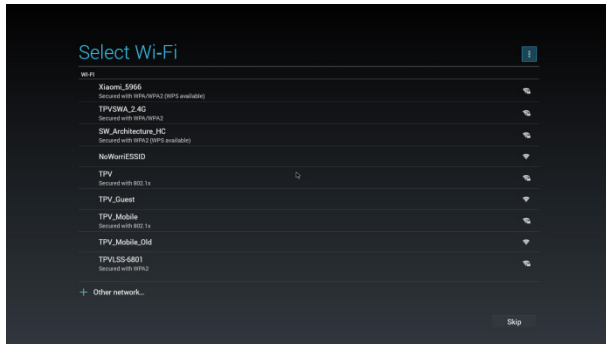 Select Wi-Fi
WI-FI
Xiaomi_5966
Secured with WPA/WPA2 (WPS available)
TPVSWA_2.4G
Secured with WPA/WPA2
SW_Architecture_HC
Secured with WPA2 (WPS available)
NoWorriESSID
TPV
Secured with 802.1x
TPV_Guest
TPV_Mobile
Secured with 802.1x
TPV_Mobile_Old
TPVLSS-6801
Secured with WPA2
+ Other network...
Skip